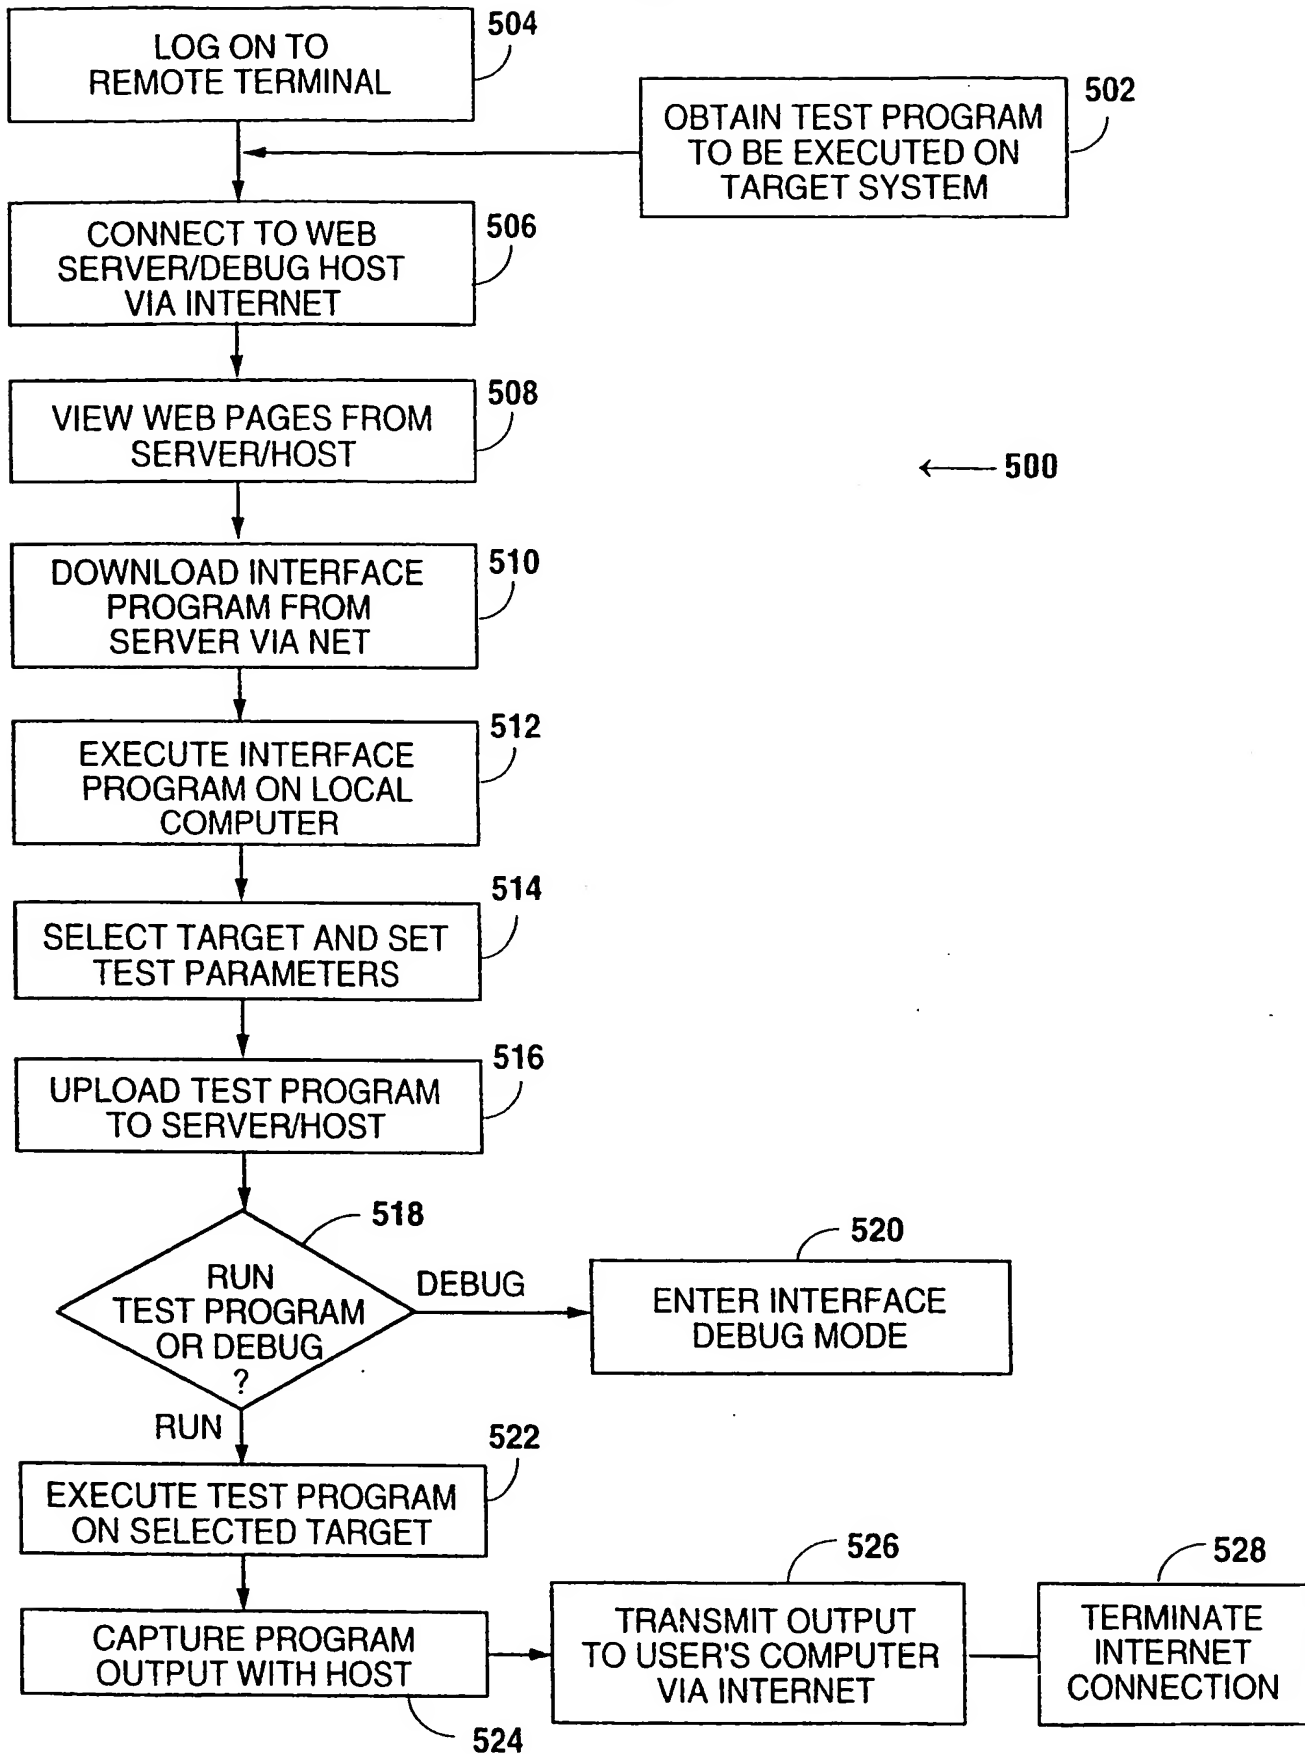 504
LOG ON TO
REMOTE TERMINAL
502
OBTAIN TEST PROGRAM
TO BE EXECUTED ON
TARGET SYSTEM
506
CONNECT TO WEB
SERVER/DEBUG HOST
VIA INTERNET
508
VIEW WEB PAGES FROM
SERVER/HOST
500
510
DOWNLOAD INTERFACE
PROGRAM FROM
SERVER VIA NET
512
EXECUTE INTERFACE
PROGRAM ON LOCAL
COMPUTER
514
SELECT TARGET AND SET
TEST PARAMETERS
516
UPLOAD TEST PROGRAM
TO SERVER/HOST
518
RUN
TEST PROGRAM
OR DEBUG
?
DEBUG
520
ENTER INTERFACE
DEBUG MODE
RUN
522
EXECUTE TEST PROGRAM
ON SELECTED TARGET
524
CAPTURE PROGRAM
OUTPUT WITH HOST
526
TRANSMIT OUTPUT
TO USER'S COMPUTER
VIA INTERNET
528
TERMINATE
INTERNET
CONNECTION